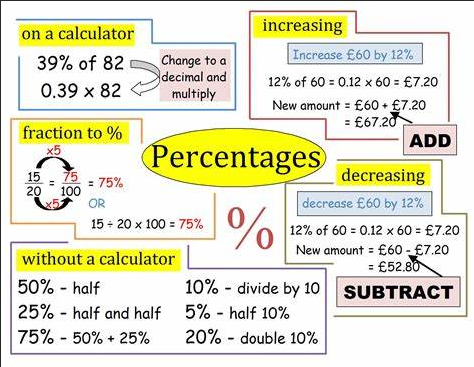 on a calculator
39% of 82
0.39 x 82
Change to a
decimal and
multiply
increasing
Increase £60 by 12%
12% of 60 = 0.12 x 60 = £7.20
New amount = £60 + £7.20
= £67.20
ADD
fraction to %
x5
15/20 = 75/100 = 75%
x5
OR
15 ÷ 20 x 100 = 75%
Percentages
%
decreasing
decrease £60 by 12%
12% of 60 = 0.12 x 60 = £7.20
New amount = £60 - £7.20
= £52.80
SUBTRACT
without a calculator
50% - half
25% - half and half
75% - 50% + 25%
10% - divide by 10
5% - half 10%
20% - double 10%